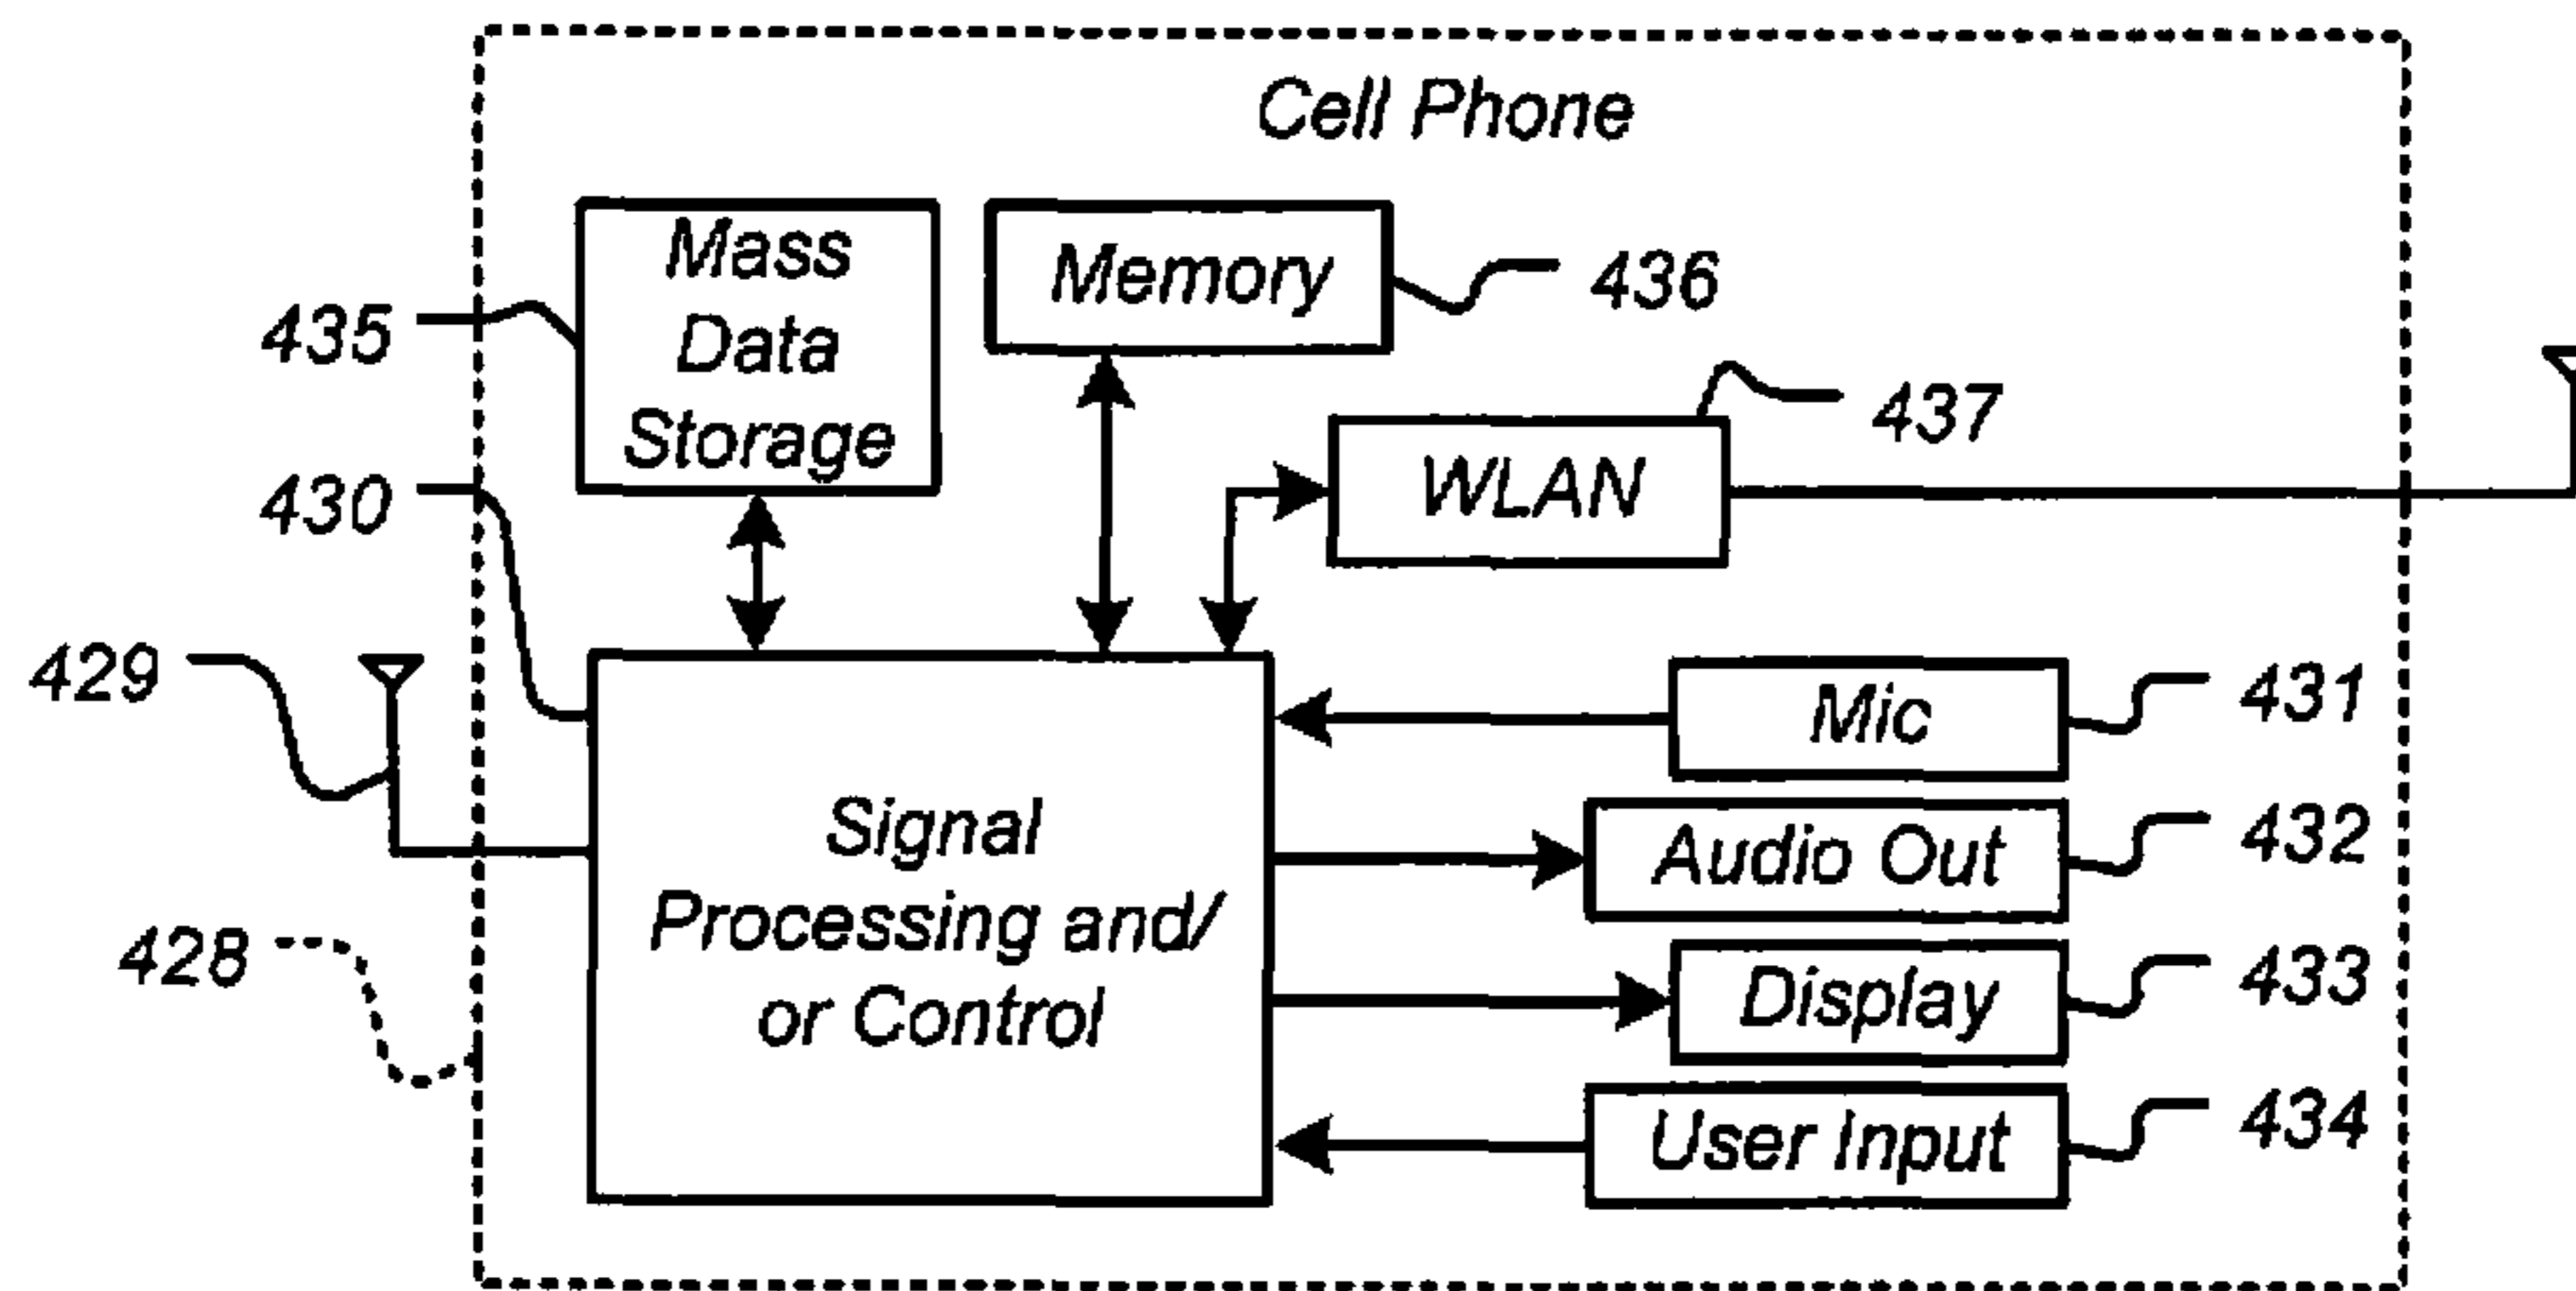 Cell Phone
Mass
Data
Storage
Memory
436
435
WLAN
437
430
429
Mic
431
Signal
Processing and/
or Control
Audio Out
432
428
Display
433
User Input
434